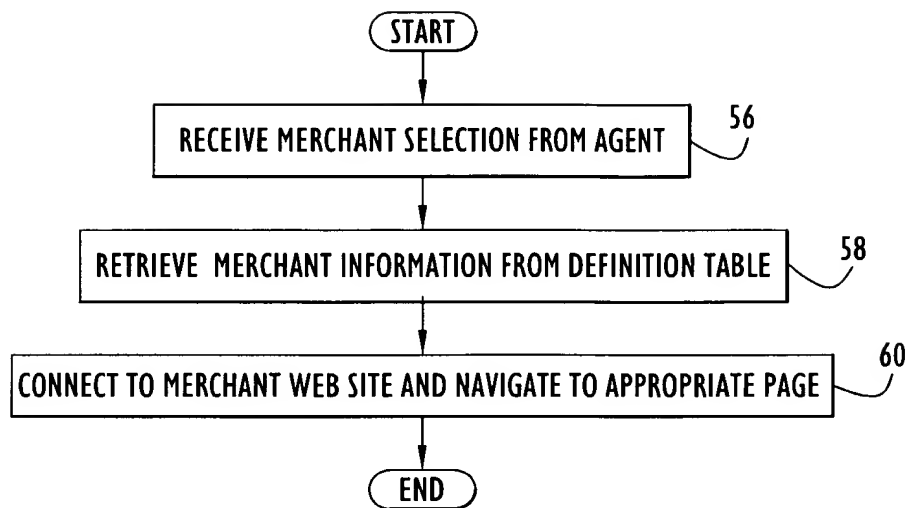 START
RECEIVE MERCHANT SELECTION FROM AGENT
56
RETRIEVE MERCHANT INFORMATION FROM DEFINITION TABLE
58
CONNECT TO MERCHANT WEB SITE AND NAVIGATE TO APPROPRIATE PAGE
60
END